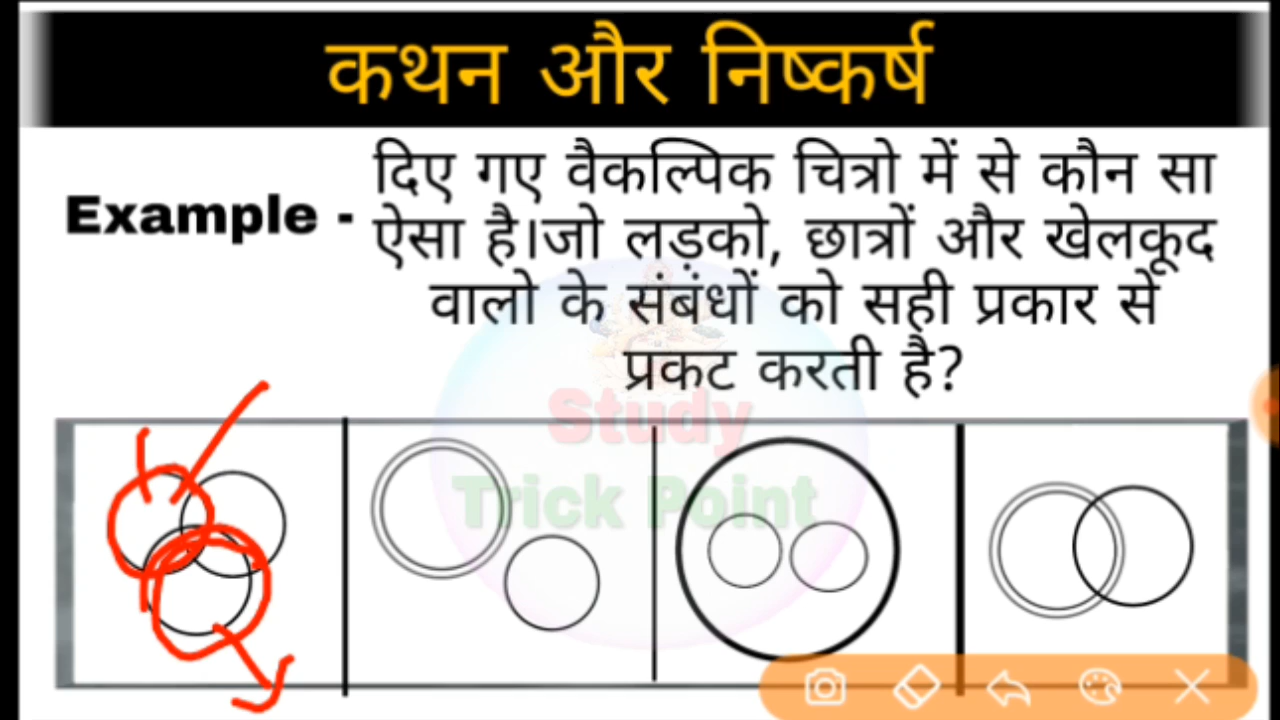 कथन और निष्कर्ष
Example -
दिए गए वैकल्पिक चित्रो में से कौन सा
ऐसा है।जो लड़को, छात्रों और खेलकूद
वालो के संबंधों को सही प्रकार से
प्रकट करती है?
Study
Trick Point